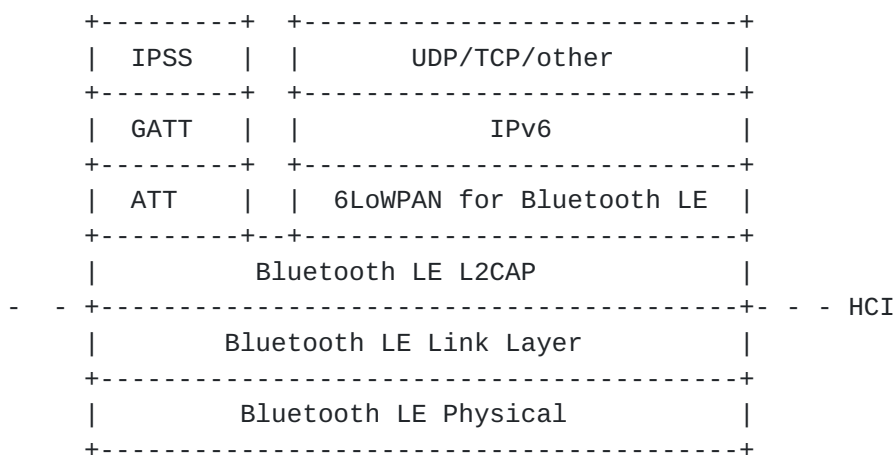 IPSS UDP/TCP/other
GATT IPv6
ATT 6LoWPAN for Bluetooth LE
Bluetooth LE L2CAP
HCI
Bluetooth LE Link Layer
Bluetooth LE Physical